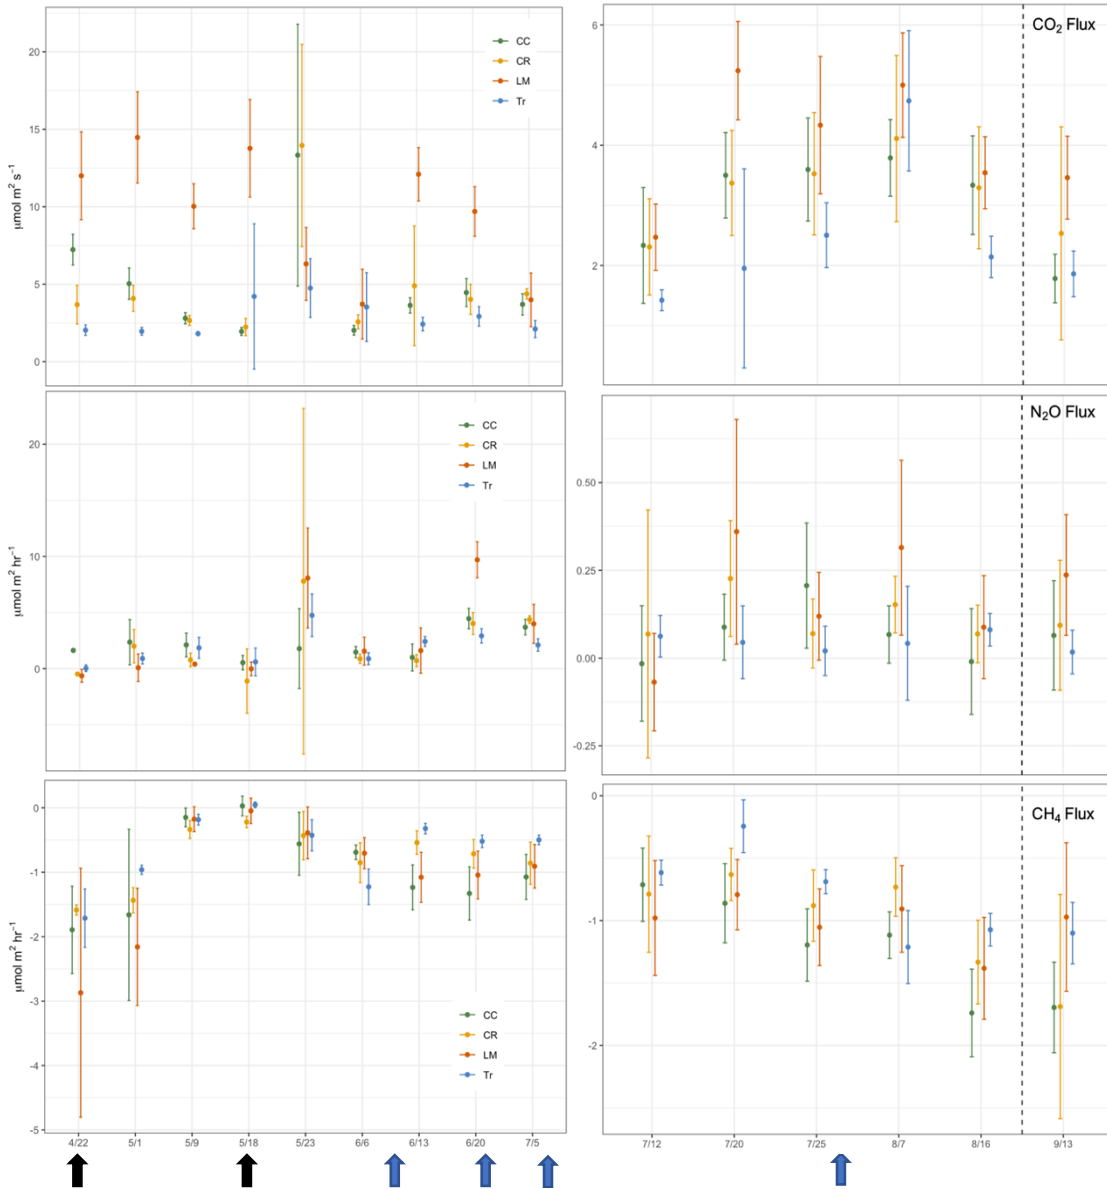 CO₂ Flux
CC
CR
LM
Tr
20
15
10
5
0
μmol m² s⁻¹
6
4
2
N₂O Flux
CC
CR
LM
Tr
20
10
0
μmol m² hr⁻¹
0.50
0.25
0.00
-0.25
CH₄ Flux
0
-1
-2
-3
-4
-5
μmol m² hr⁻¹
CC
CR
LM
Tr
0
-1
-2
4/22 5/1 5/9 5/18 5/23 6/6 6/13 6/20 7/5
7/12 7/20 7/25 8/7 8/16 9/13